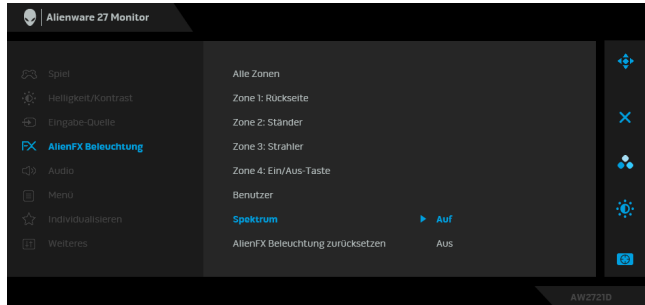 Alienware 27 Monitor
Spiel
Helligkeit/Kontrast
Eingabe-Quelle
FX AlienFX Beleuchtung
Audio
Menü
Individualisieren
Weiteres
Alle Zonen
Zone 1: Rückseite
Zone 2: Ständer
Zone 3: Strahler
Zone 4: Ein/Aus-Taste
Benutzer
Spektrum Auf
AlienFX Beleuchtung zurücksetzen Aus
AW2721D